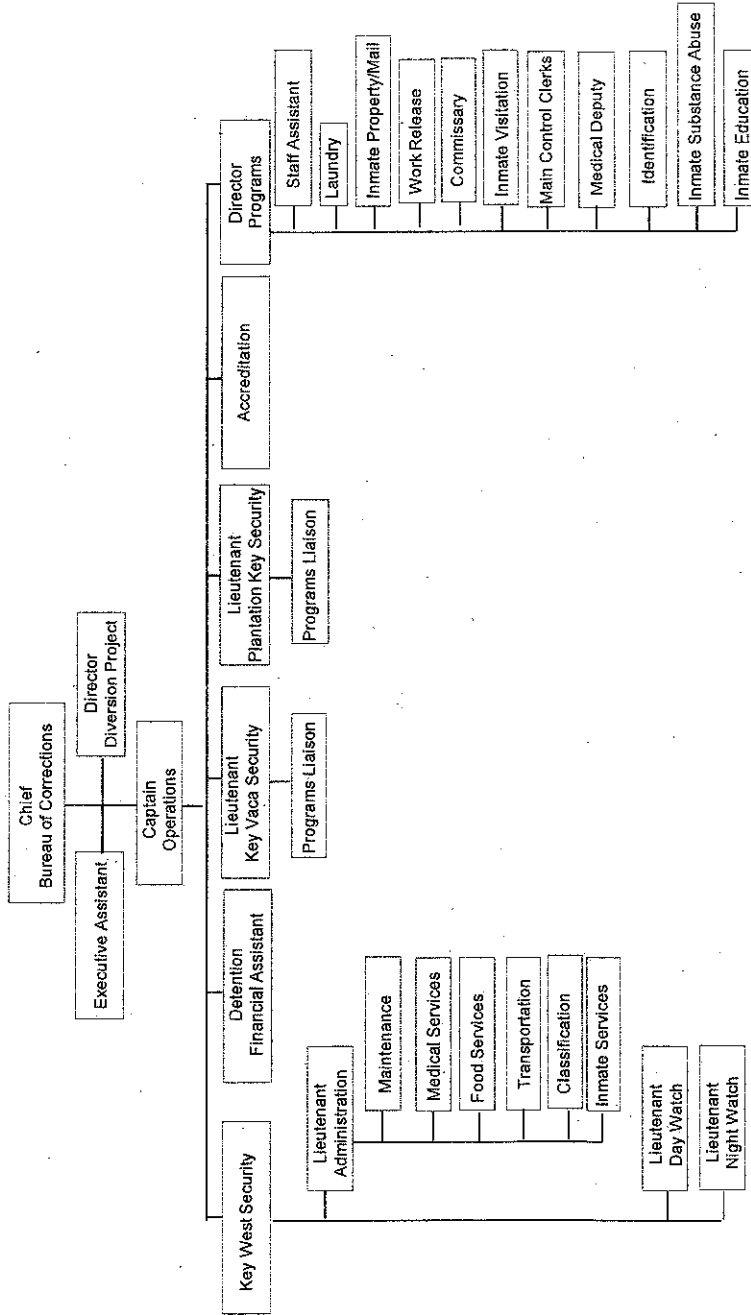 Chief
Bureau of Corrections
Executive Assistant
Director
Diversion Project
Captain
Operations
Key West Security
Detention
Financial Assistant
Lieutenant
Key Vaca Security
Lieutenant
Plantation Key Security
Accreditation
Director
Programs
Lieutenant
Administration
Maintenance
Medical Services
Food Services
Transportation
Classification
Inmate Services
Lieutenant
Day Watch
Lieutenant
Night Watch
Programs Liaison
Programs Liaison
Staff Assistant
Laundry
Inmate Property/Mail
Work Release
Commissary
Inmate Visitation
Main Control Clerks
Medical Deputy
Identification
Inmate Substance Abuse
Inmate Education